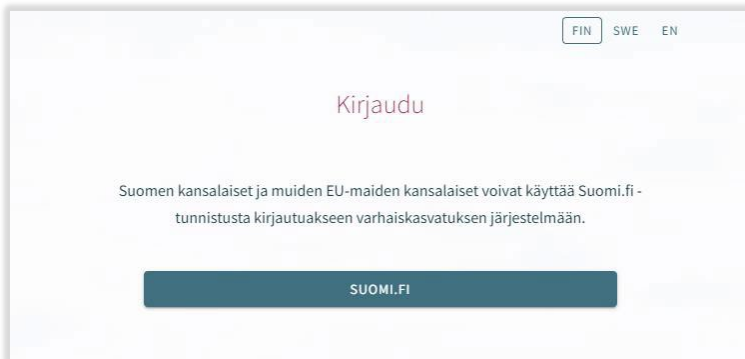 FIN SWE EN
Kirjaudu
Suomen kansalaiset ja muiden EU-maiden kansalaiset voivat käyttää Suomi.fi -
tunnistusta kirjautuakseen varhaiskasvatuksen järjestelmään.
SUOMI.FI